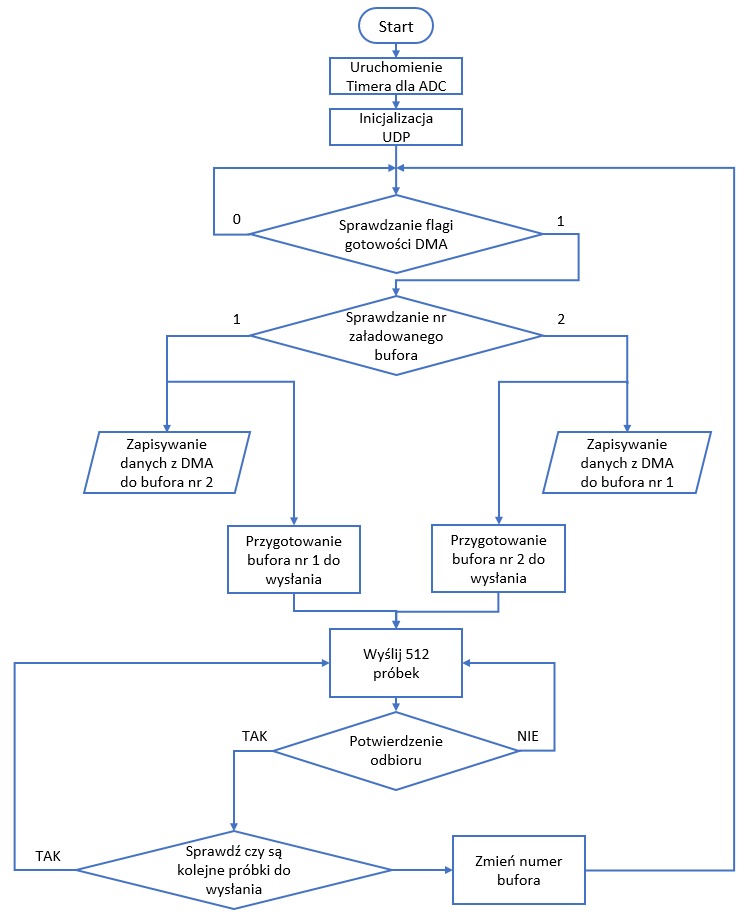 Start
Uruchomienie
Timera dla ADC
Inicjalizacja
UDP
0
Sprawdzanie flagi
gotowości DMA
1
1
Sprawdzanie nr
załadowanego
bufora
2
Zapisywanie
danych z DMA
do bufora nr 2
Zapisywanie
danych z DMA
do bufora nr 1
Przygotowanie
bufora nr 1 do
wysłania
Przygotowanie
bufora nr 2 do
wysłania
Wyślij 512
próbek
TAK
Potwierdzenie
odbioru
NIE
TAK
Sprawdź czy są
kolejne próbki do
wysłania
Zmień numer
bufora